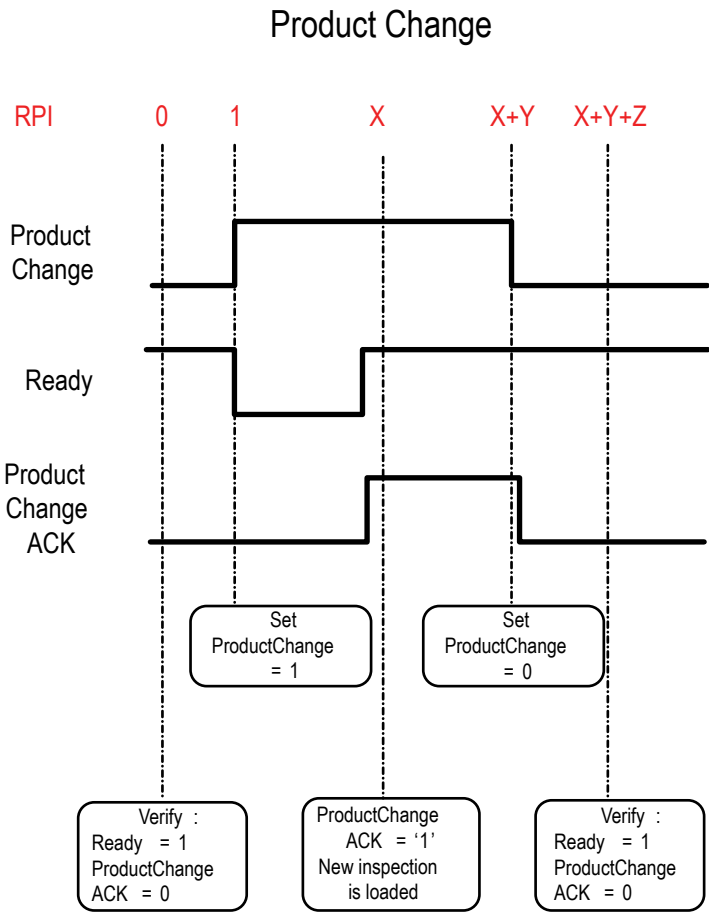 Product Change
RPI 0 1 X X+Y X+Y+Z
Product
Change
Ready
Product
Change
ACK
Set
ProductChange
= 1
Set
ProductChange
= 0
Verify :
Ready = 1
ProductChange
ACK = 0
ProductChange
ACK = ‘1’
New inspection
is loaded
Verify :
Ready = 1
ProductChange
ACK = 0